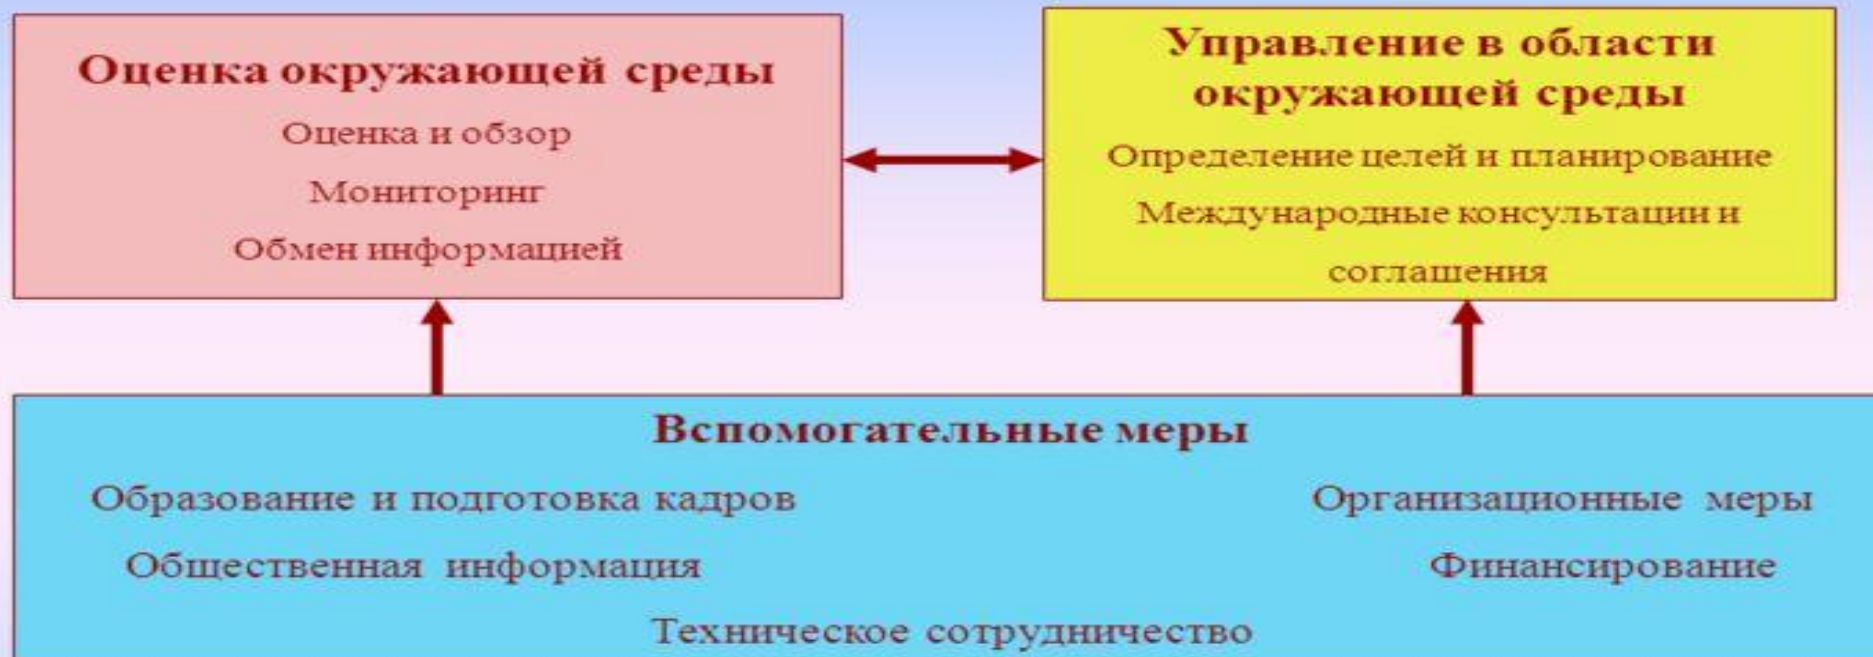 Оценка окружающей среды
Оценка и обзор
Мониторинг
Обмен информацией
Управление в области
окружающей среды
Определение целей и планирование
Международные консультации и
соглашения
Вспомогательные меры
Образование и подготовка кадров
Организационные меры
Общественная информация
Финансирование
Техническое сотрудничество